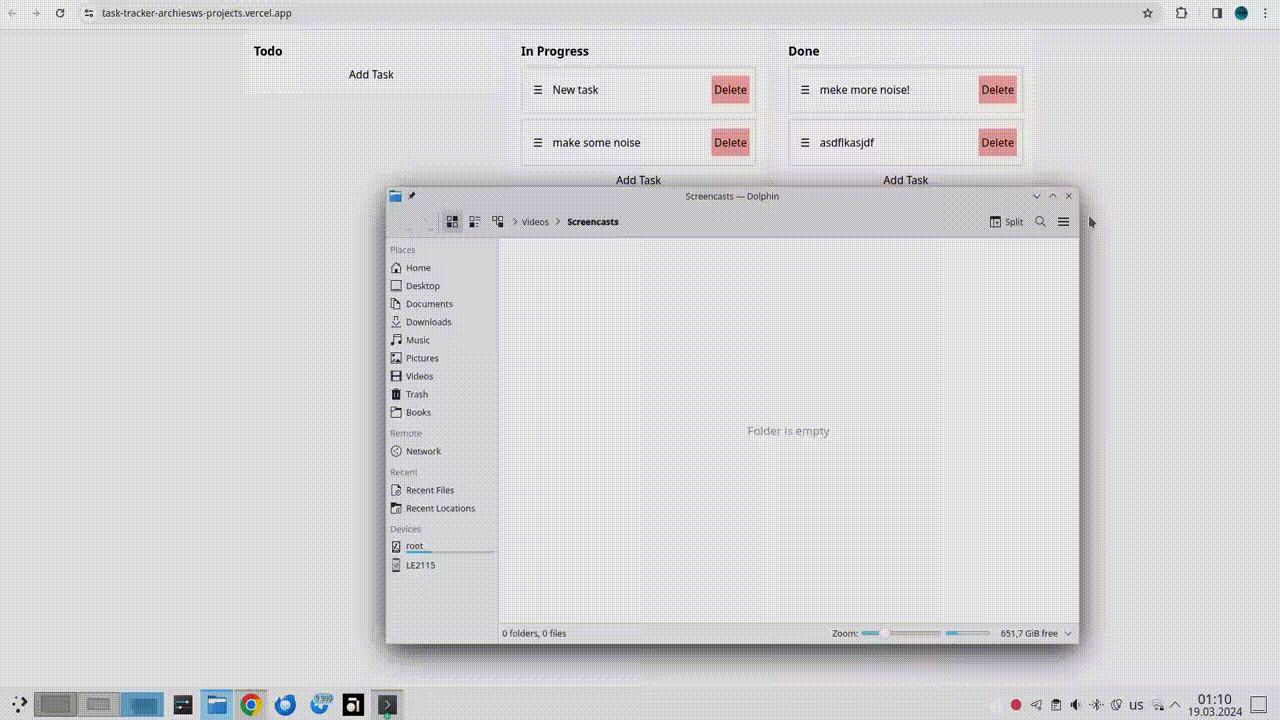 task-tracker-archiesws-projects.vercel.app
Todo
Add Task
In Progress
New task Delete
make some noise Delete
Add Task
Done
meke more noise! Delete
asdflkasjdf Delete
Add Task
Screencasts — Dolphin
Videos Screencasts
Split
Places
Home
Desktop
Documents
Downloads
Music
Pictures
Videos
Trash
Books
Remote
Network
Recent
Recent Files
Recent Locations
Devices
root
LE2115
Folder is empty
0 folders, 0 files
Zoom:
651,7 GiB free
9,999
us
01:10
19.03.2024